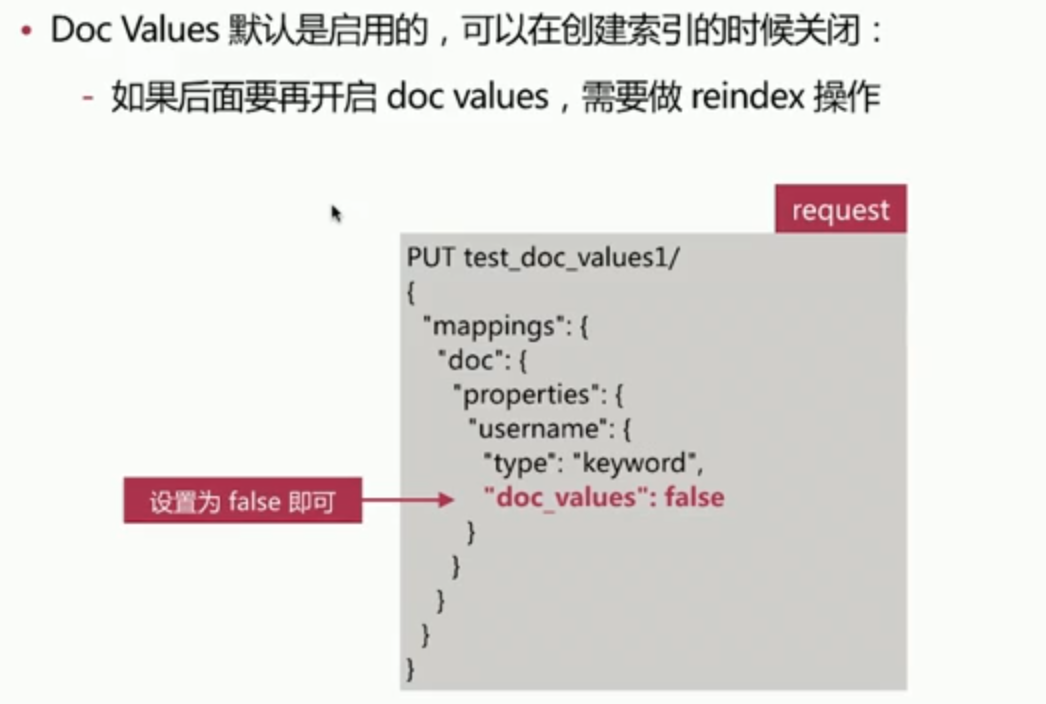 • Doc Values 默认是启用的，可以在创建索引的时候关闭：
- 如果后面要再开启 doc values，需要做 reindex 操作
request
PUT test_doc_values1/
{
"mappings": {
"doc": {
"properties": {
"username": {
"type": "keyword",
设置为 false 即可
"doc_values": false
}
}
}
}
}